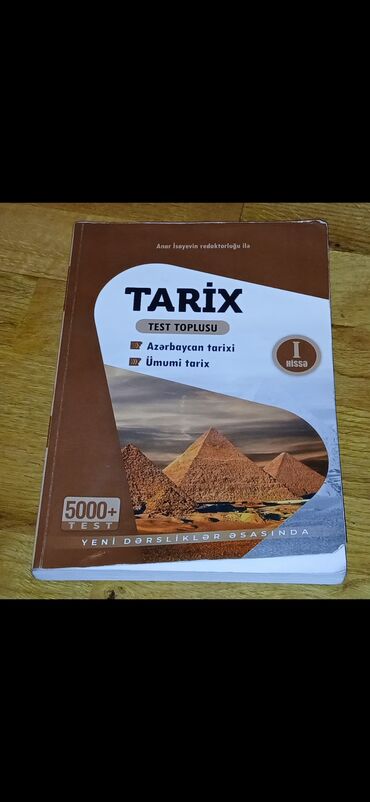 Anar İsayevin redaktorluğu ilə
TARİX
TEST TOPLUSU
Azərbaycan tarixi
Ümumi tarix
I
HİSSƏ
5000+
TEST
YENİ DƏRSLİKLƏR ƏSASINDA